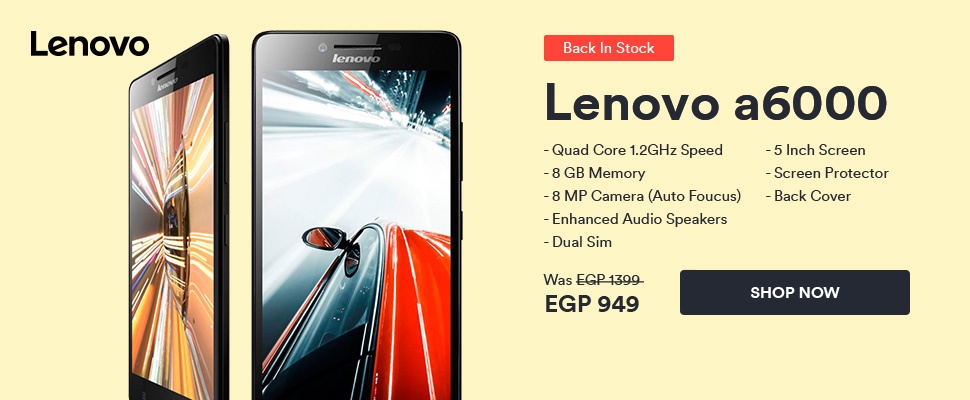 Lenovo
lenovo
lenovo
Back In Stock
Lenovo a6000
- Quad Core 1.2GHz Speed
- 8 GB Memory
- 8 MP Camera (Auto Foucus)
- Enhanced Audio Speakers
- Dual Sim
- 5 Inch Screen
- Screen Protector
- Back Cover
Was EGP 1399
EGP 949
SHOP NOW